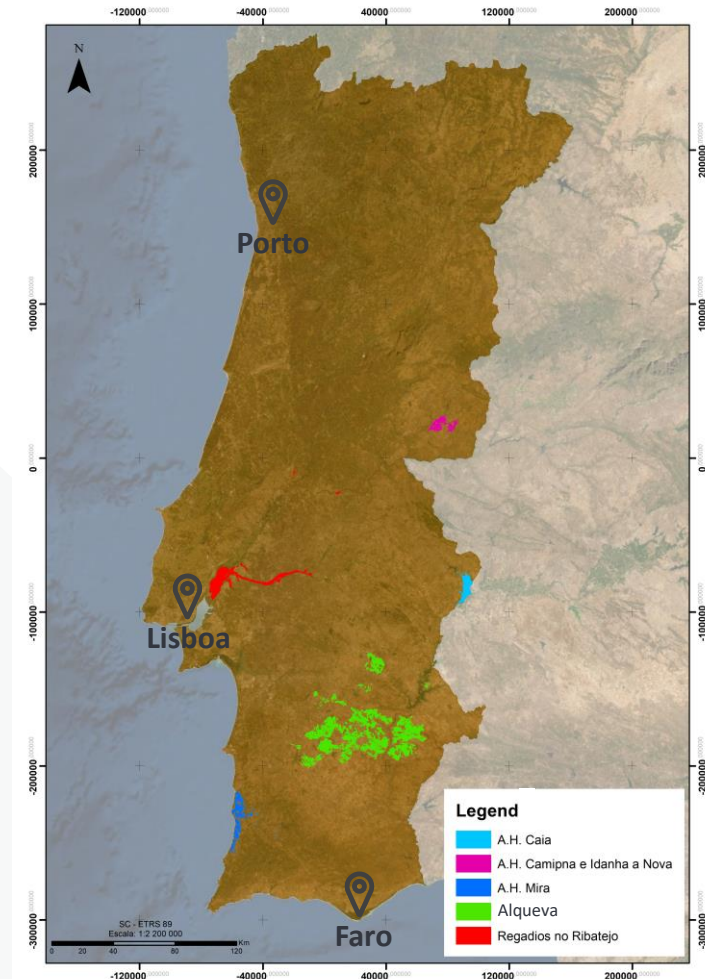 -120000 -40000 40000 120000 200000
N
200000 200000
Porto
100000 100000
0 0
-100000 -100000
Lisboa
-200000 -200000
Legend
A.H. Caia
A.H. Camipna e Idanha a Nova
A.H. Mira
Alqueva
Regadios no Ribatejo
SC - ETRS 89
Escala: 1:2 200 000
0 20 40 80 120 Km
Faro
-300000 -300000
-120000 -40000 40000 120000 200000